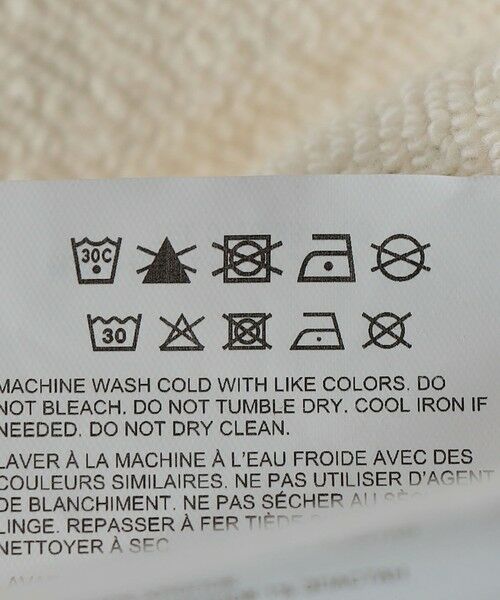 30C
30
MACHINE WASH COLD WITH LIKE COLORS. DO
NOT BLEACH. DO NOT TUMBLE DRY. COOL IRON IF
NEEDED. DO NOT DRY CLEAN.
LAVER À LA MACHINE À L'EAU FROIDE AVEC DES
COULEURS SIMILAIRES. NE PAS UTILISER D'AGENT
DE BLANCHIMENT. NE PAS SÉCHER AU
LINGE. REPASSER À FER TIÈDE
NETTOYER À SEC